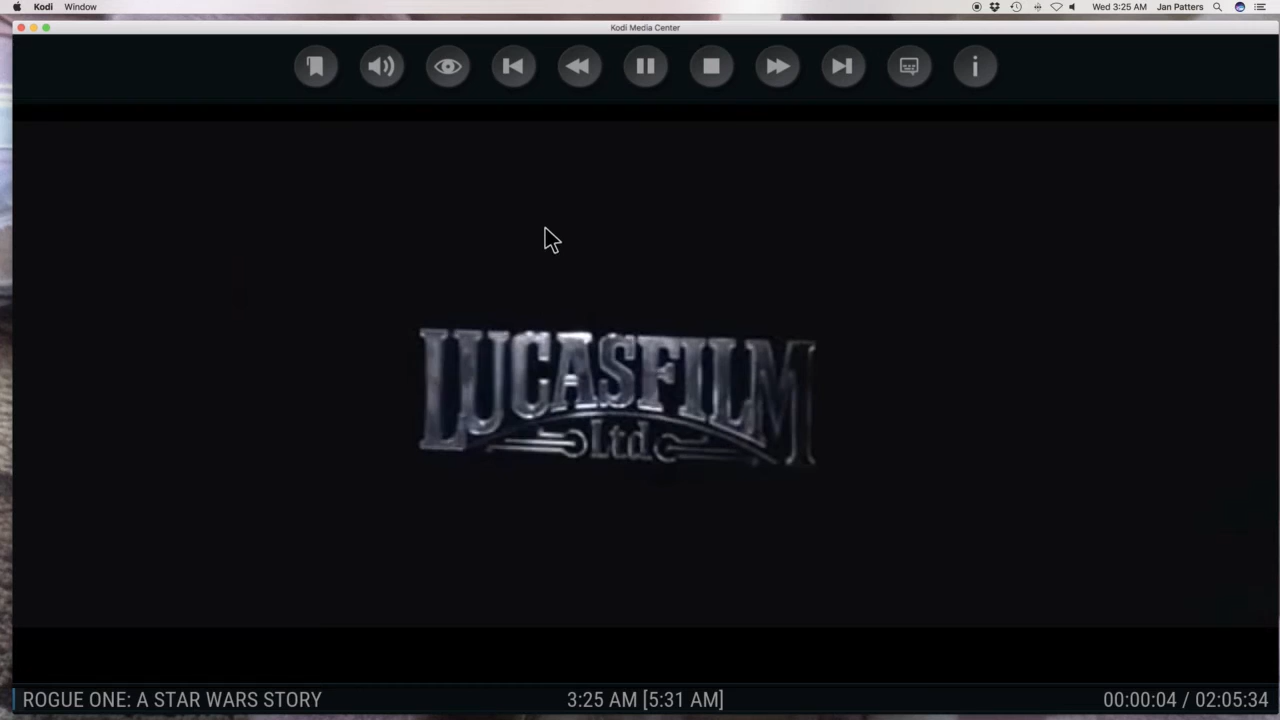 Kodi Window Wed 3:25 AM Jan Patters
Kodi Media Center
LUCASFILM
Ltd
ROGUE ONE: A STAR WARS STORY 3:25 AM [5:31 AM] 00:00:04 / 02:05:34